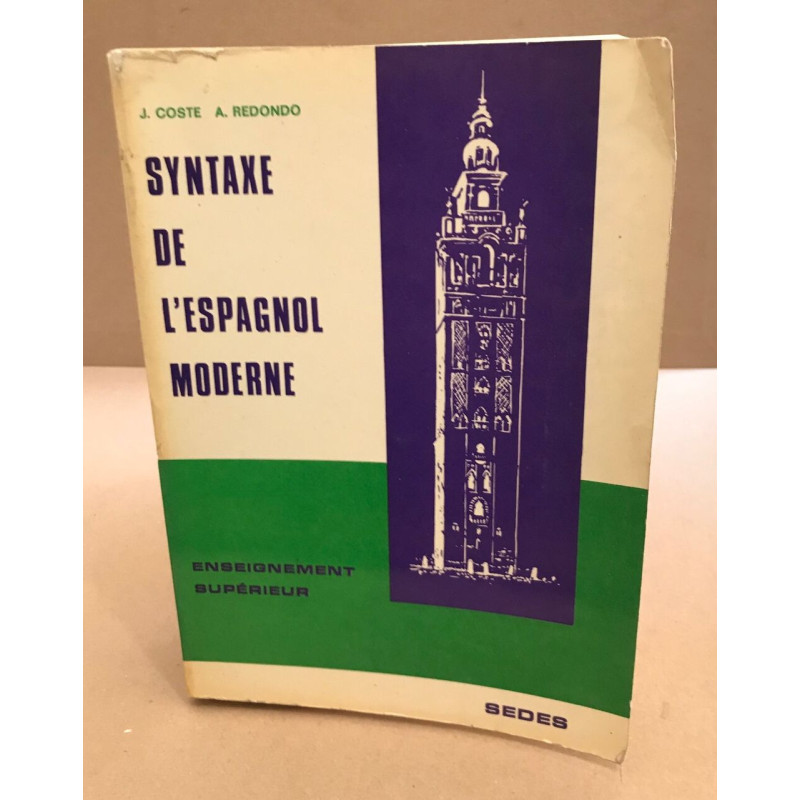 J. COSTE A. REDONDO
SYNTAXE
DE
L'ESPAGNOL
MODERNE
ENSEIGNEMENT
SUPÉRIEUR
SEDES